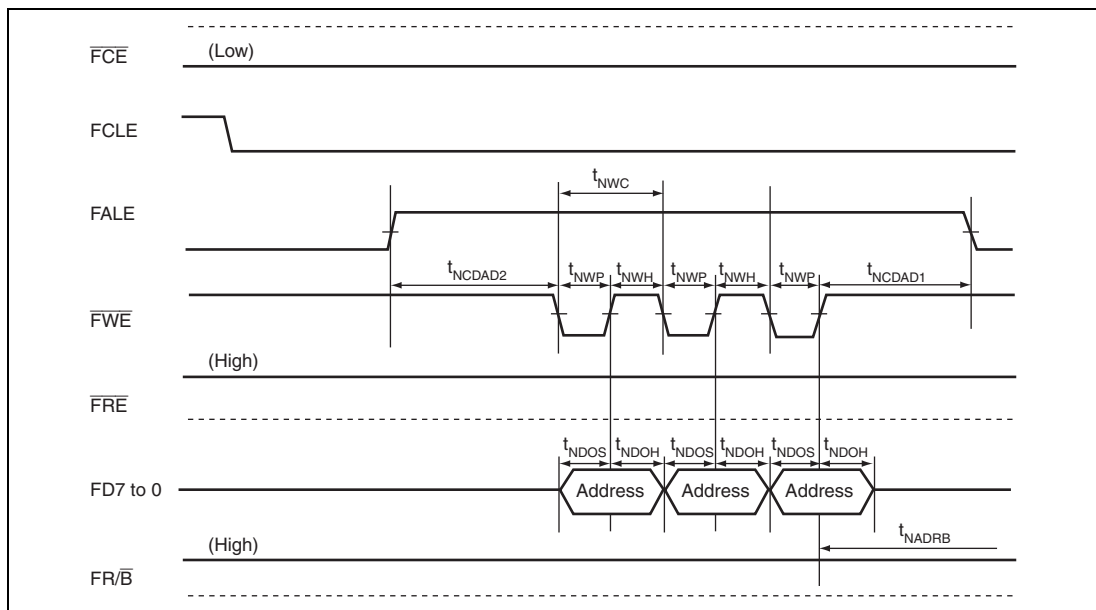 FCE (Low)
FCLE
tNWC
FALE
tNCDAD2 tNWP tNWH tNWP tNWH tNWP tNCDAD1
FWE
(High)
FRE
tNDOS tNDOH tNDOS tNDOH tNDOS tNDOH
FD7 to 0 Address Address Address
(High) tNADRB
FR/B